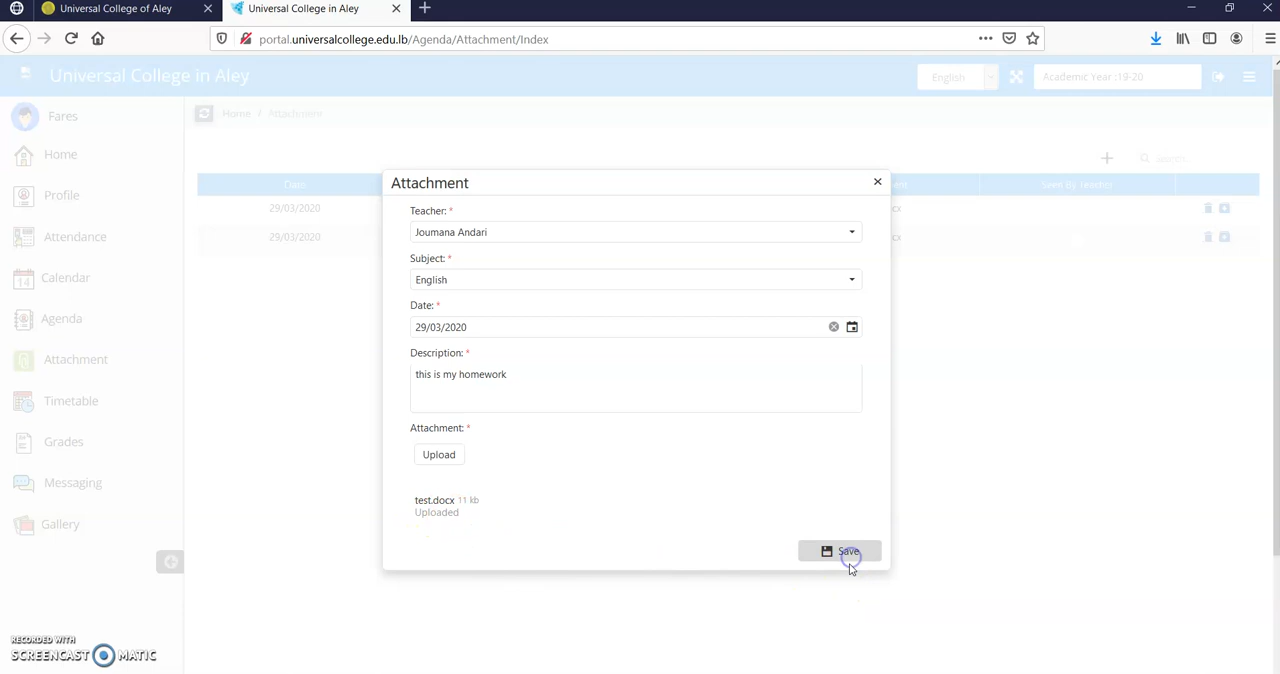 Universal College of Aley
Universal College in Aley
portal.universalcollege.edu.lb/Agenda/Attachment/Index
Universal College in Aley
English
Academic Year :19-20
Fares
Home / Attachment
Home
Search
Profile
Date
Seen By Teacher
29/03/2020
cx
Attendance
29/03/2020
cx
Calendar
Agenda
Attachment
Timetable
Grades
Messaging
Gallery
Attachment
Teacher: *
Joumana Andari
Subject: *
English
Date: *
29/03/2020
Description: *
this is my homework
Attachment: *
Upload
test.docx 11 kb
Uploaded
Save
RECORDED WITH
SCREENCAST MATIC